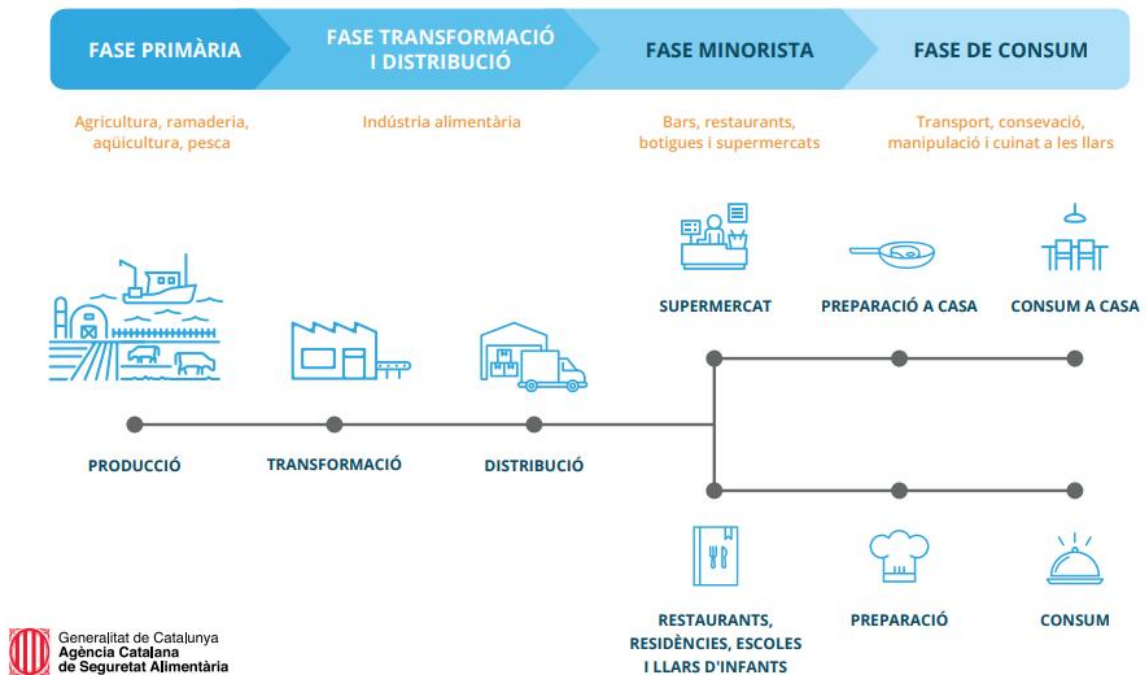 FASE PRIMÀRIA
FASE TRANSFORMACIÓ
I DISTRIBUCIÓ
FASE MINORISTA
FASE DE CONSUM
Agricultura, ramaderia,
aqüicultura, pesca
Indústria alimentària
Bars, restaurants,
botigues i supermercats
Transport, consevació,
manipulació i cuinat a les llars
SUPERMERCAT
PREPARACIÓ A CASA
CONSUM A CASA
PRODUCCIÓ
TRANSFORMACIÓ
DISTRIBUCIÓ
RESTAURANTS,
RESIDÈNCIES, ESCOLES
I LLARS D'INFANTS
PREPARACIÓ
CONSUM
Generalitat de Catalunya
Agència Catalana
de Seguretat Alimentària